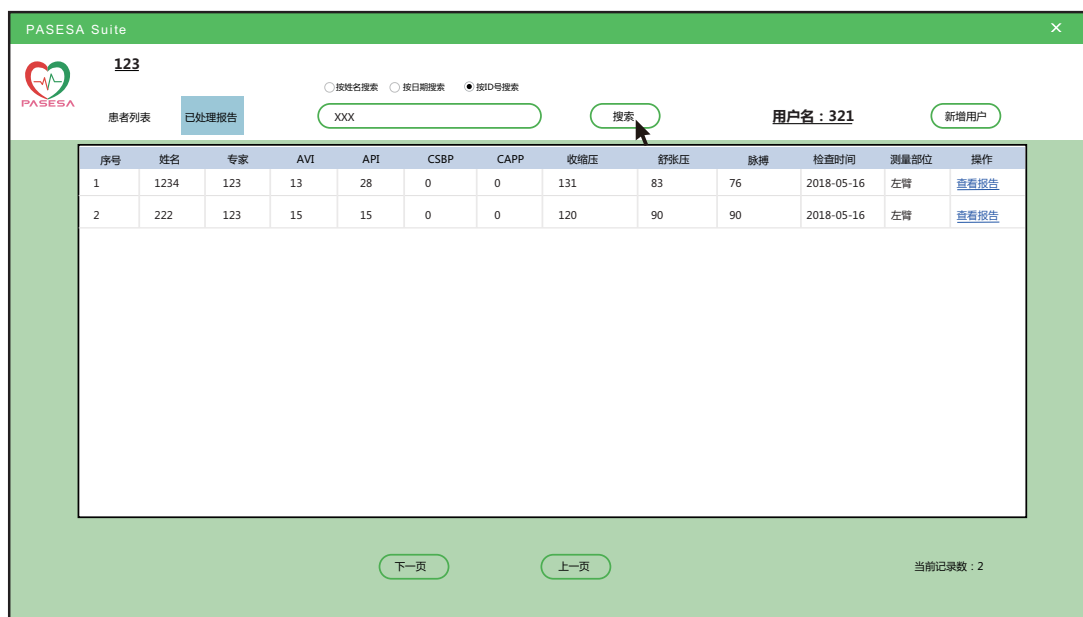 PASESA Suite ×
123
按姓名搜索 按日期搜索 按ID号搜索
PASESA
患者列表 已处理报告 XXX 搜索 用户名：321 新增用户
序号 姓名 专家 AVI API CSBP CAPP 收缩压 舒张压 脉搏 检查时间 测量部位 操作
1 1234 123 13 28 0 0 131 83 76 2018-05-16 左臂 查看报告
2 222 123 15 15 0 0 120 90 90 2018-05-16 左臂 查看报告
下一页 上一页 当前记录数：2